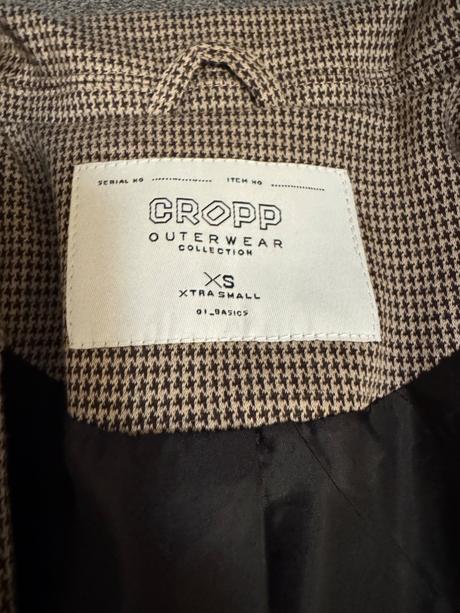 SERIAL NO ................ ITEM NO ................
CROPP
OUTERWEAR
COLLECTION
XS
XTRA SMALL
01_BASICS